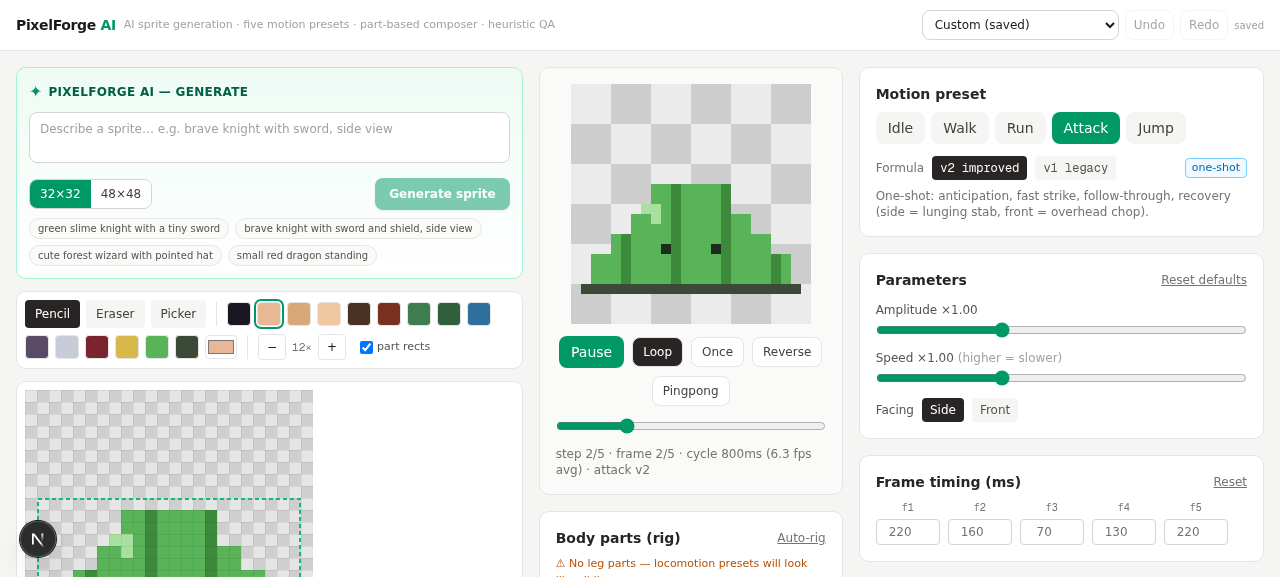 PixelForge AI AI sprite generation · five motion presets · part-based composer · heuristic QA
Custom (saved) Undo Redo saved
✦ PIXELFORGE AI — GENERATE
Describe a sprite… e.g. brave knight with sword, side view
32×32 48×48 Generate sprite
green slime knight with a tiny sword brave knight with sword and shield, side view
cute forest wizard with pointed hat small red dragon standing
Pencil Eraser Picker
− 12× + part rects
N
Pause Loop Once Reverse
Pingpong
step 2/5 · frame 2/5 · cycle 800ms (6.3 fps
avg) · attack v2
Body parts (rig) Auto-rig
⚠ No leg parts — locomotion presets will look
Motion preset
Idle Walk Run Attack Jump
Formula v2 improved v1 legacy one-shot
One-shot: anticipation, fast strike, follow-through, recovery
(side = lunging stab, front = overhead chop).
Parameters Reset defaults
Amplitude ×1.00
Speed ×1.00 (higher = slower)
Facing Side Front
Frame timing (ms) Reset
f1 f2 f3 f4 f5
220 160 70 130 220